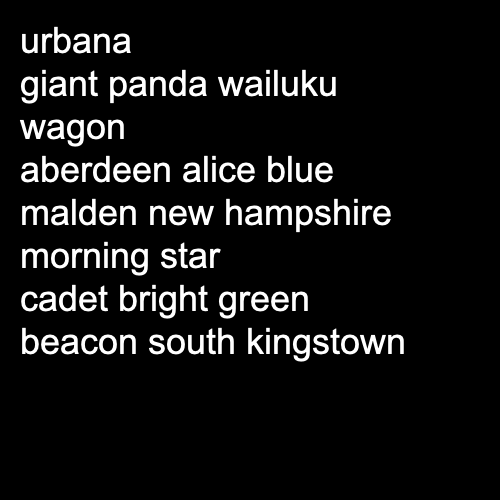 urbana
giant panda wailuku
wagon
aberdeen alice blue
malden new hampshire
morning star
cadet bright green
beacon south kingstown